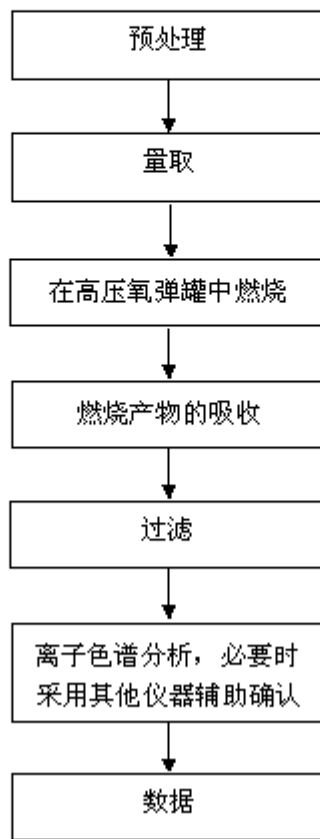 预处理
量取
在高压氧弹罐中燃烧
燃烧产物的吸收
过滤
离子色谱分析，必要时
采用其他仪器辅助确认
数据